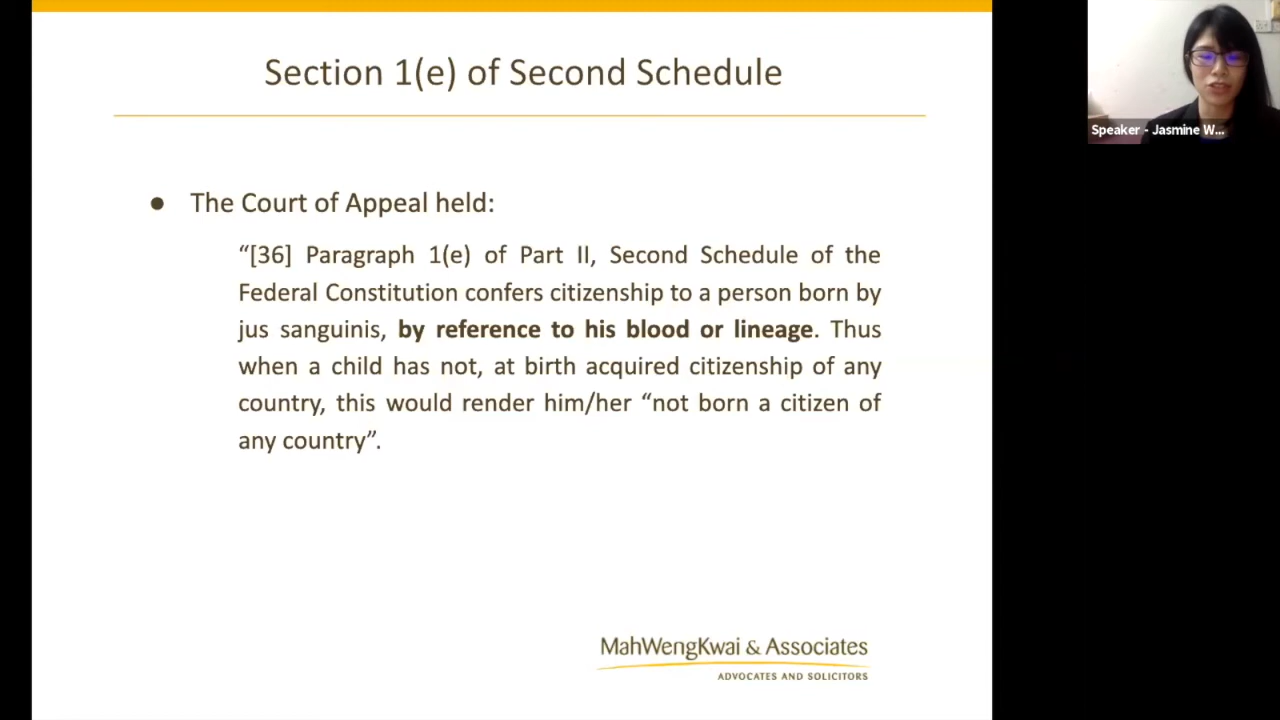 Section 1(e) of Second Schedule
Speaker - Jasmine W...
● The Court of Appeal held:
“[36] Paragraph 1(e) of Part II, Second Schedule of the
Federal Constitution confers citizenship to a person born by
jus sanguinis, by reference to his blood or lineage. Thus
when a child has not, at birth acquired citizenship of any
country, this would render him/her “not born a citizen of
any country”.
MahWengKwai & Associates
ADVOCATES AND SOLICITORS